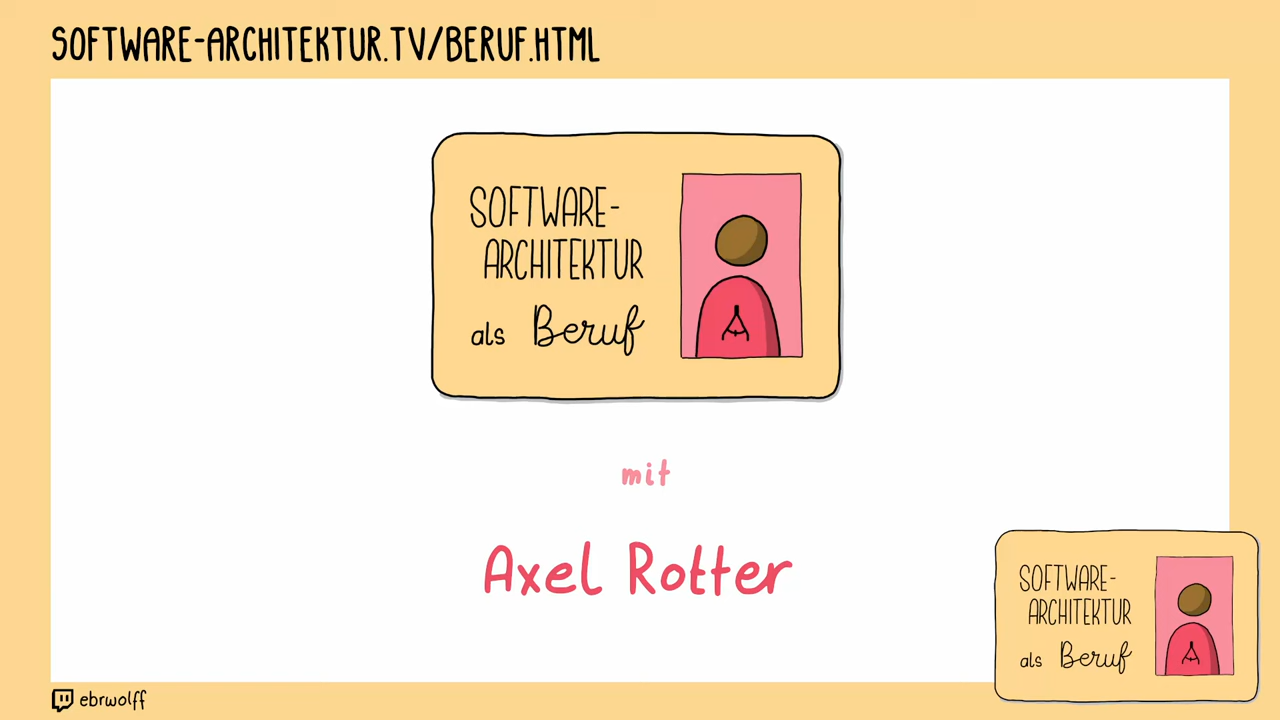 SOFTWARE-ARCHITEKTUR.TV/BERUF.HTML
SOFTWARE-
ARCHITEKTUR
als Beruf
mit
Axel Rotter
SOFTWARE-
ARCHITEKTUR
als Beruf
ebrwolff